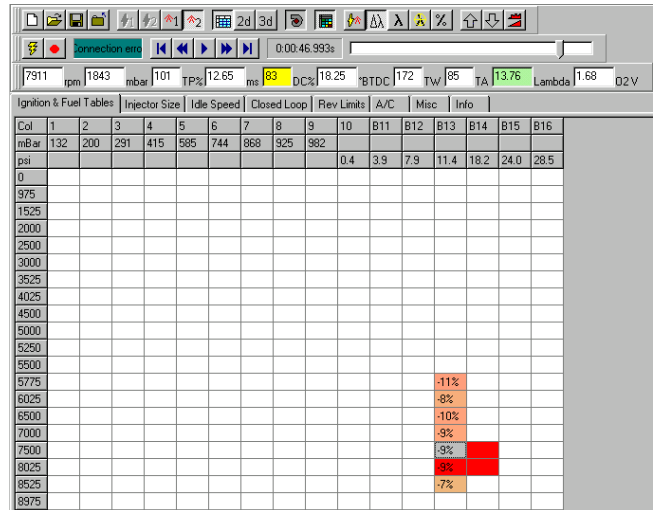 1 2 1 2 2d 3d λ Δλ λ λ %
Connection erro 0:00:46.993s
7911 rpm 1843 mbar 101 TP% 12.65 ms 83 DC% 18.25 °BTDC 172 TW 85 TA 13.76 Lambda 1.68 O2 V
Ignition & Fuel Tables Injector Size Idle Speed Closed Loop Rev Limits A/C Misc Info
Col 1 2 3 4 5 6 7 8 9 10 B11 B12 B13 B14 B15 B16
mBar 132 200 291 415 585 744 868 925 982
psi 0.4 3.9 7.9 11.4 18.2 24.0 28.5
0
975
1525
2000
2500
3000
3525
4025
4500
5000
5250
5500
5775 -11%
6025 -8%
6500 -10%
7000 -9%
7500 -9%
8025 -9%
8525 -7%
8975